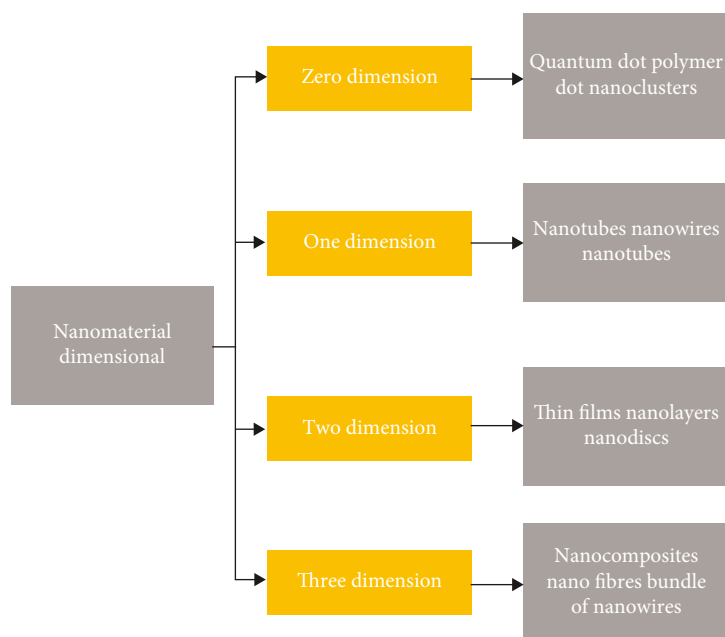 Nanomaterial
dimensional
Zero dimension
Quantum dot polymer
dot nanoclusters
One dimension
Nanotubes nanowires
nanotubes
Two dimension
Thin films nanolayers
nanodiscs
Three dimension
Nanocomposites
nano fibres bundle
of nanowires